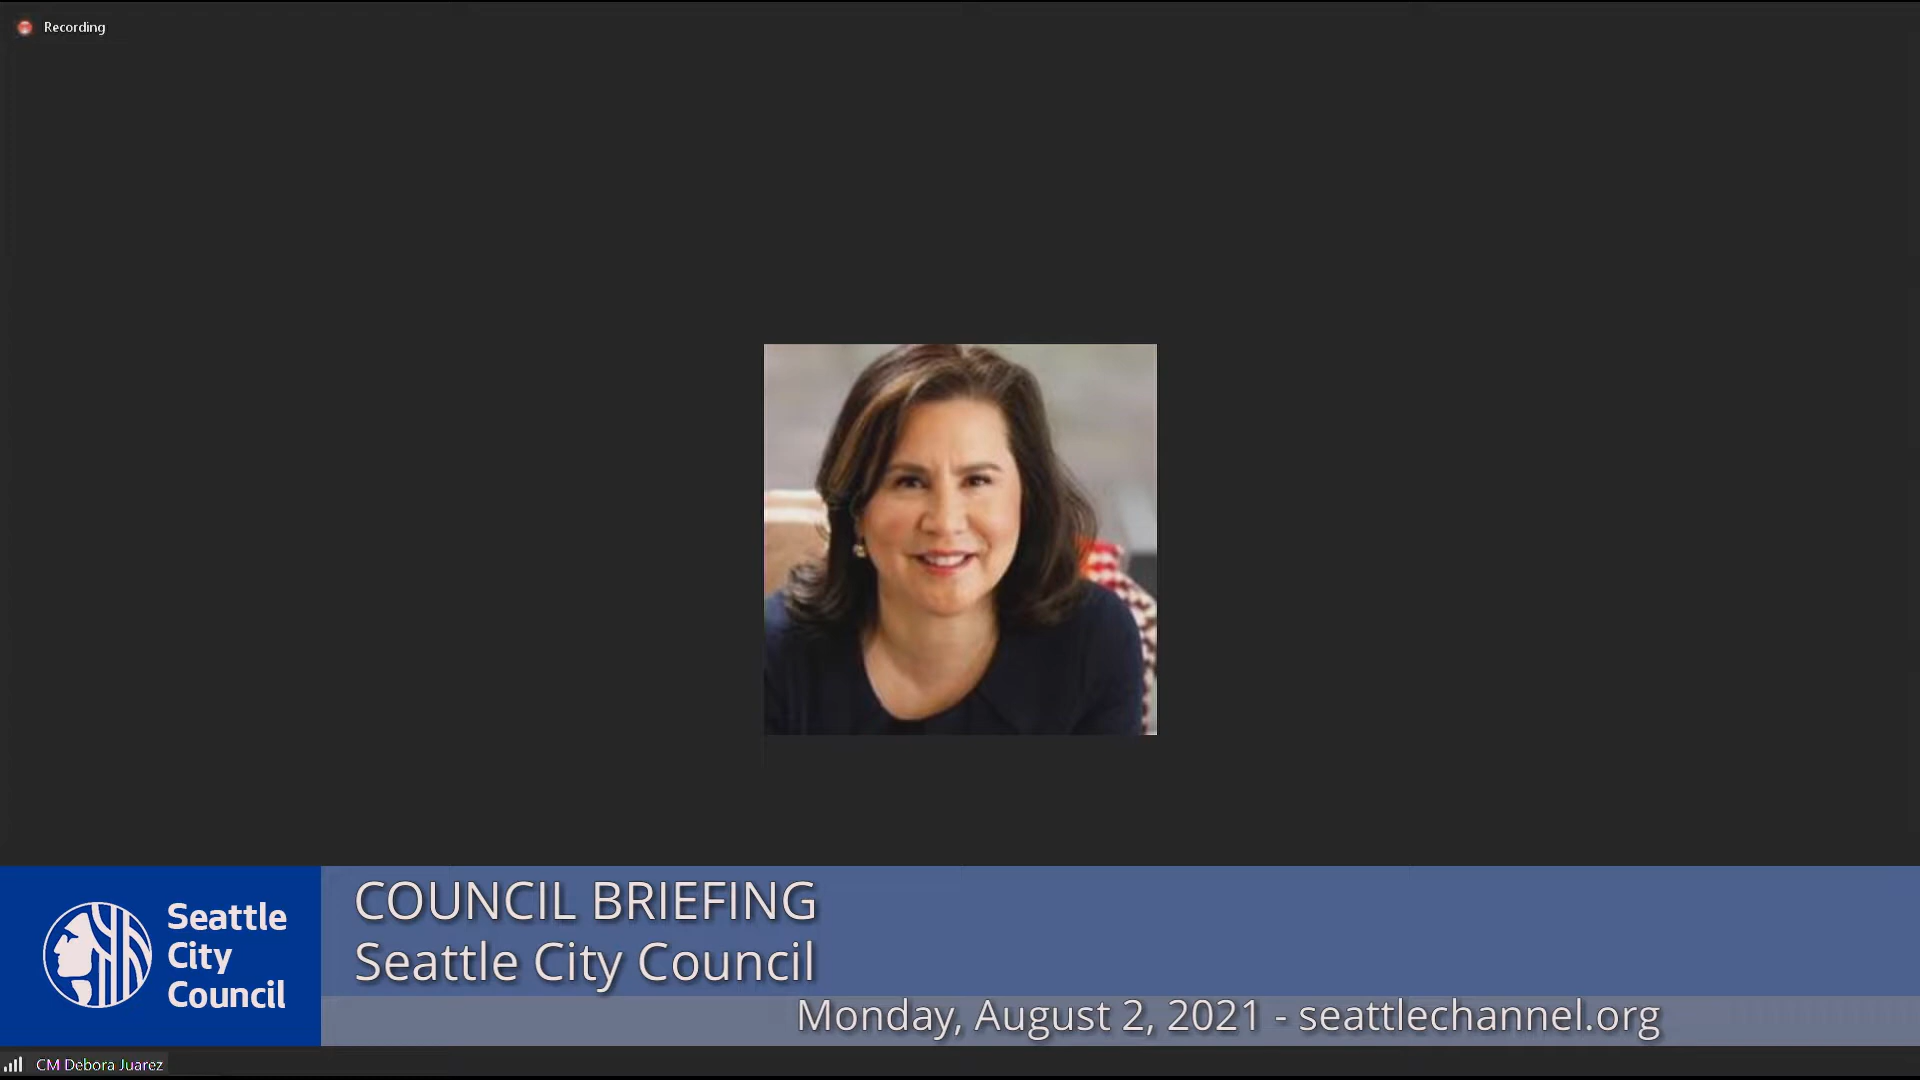 Recording
Seattle
City
Council
COUNCIL BRIEFING
Seattle City Council
Monday, August 2, 2021 - seattlechannel.org
CM Debora Juarez